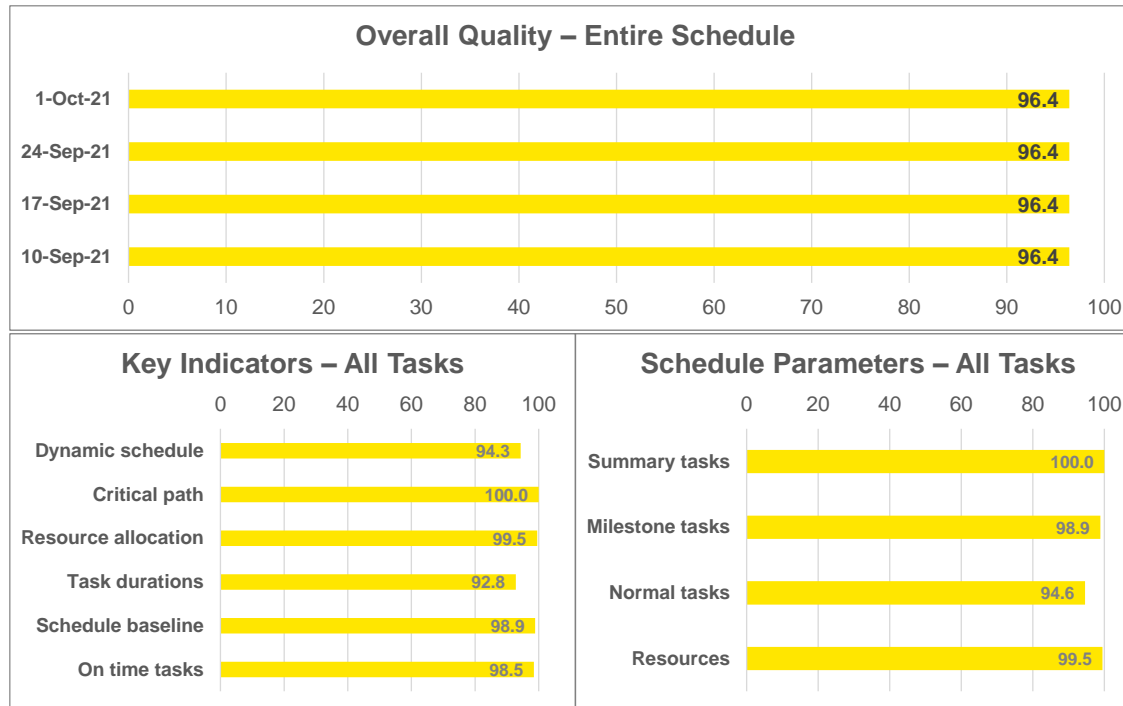 Overall Quality – Entire Schedule
1-Oct-21
96.4
24-Sep-21
96.4
17-Sep-21
96.4
10-Sep-21
96.4
0 10 20 30 40 50 60 70 80 90 100
Key Indicators – All Tasks
0 20 40 60 80 100
Dynamic schedule 94.3
Critical path 100.0
Resource allocation 99.5
Task durations 92.8
Schedule baseline 98.9
On time tasks 98.5
Schedule Parameters – All Tasks
0 20 40 60 80 100
Summary tasks 100.0
Milestone tasks 98.9
Normal tasks 94.6
Resources 99.5